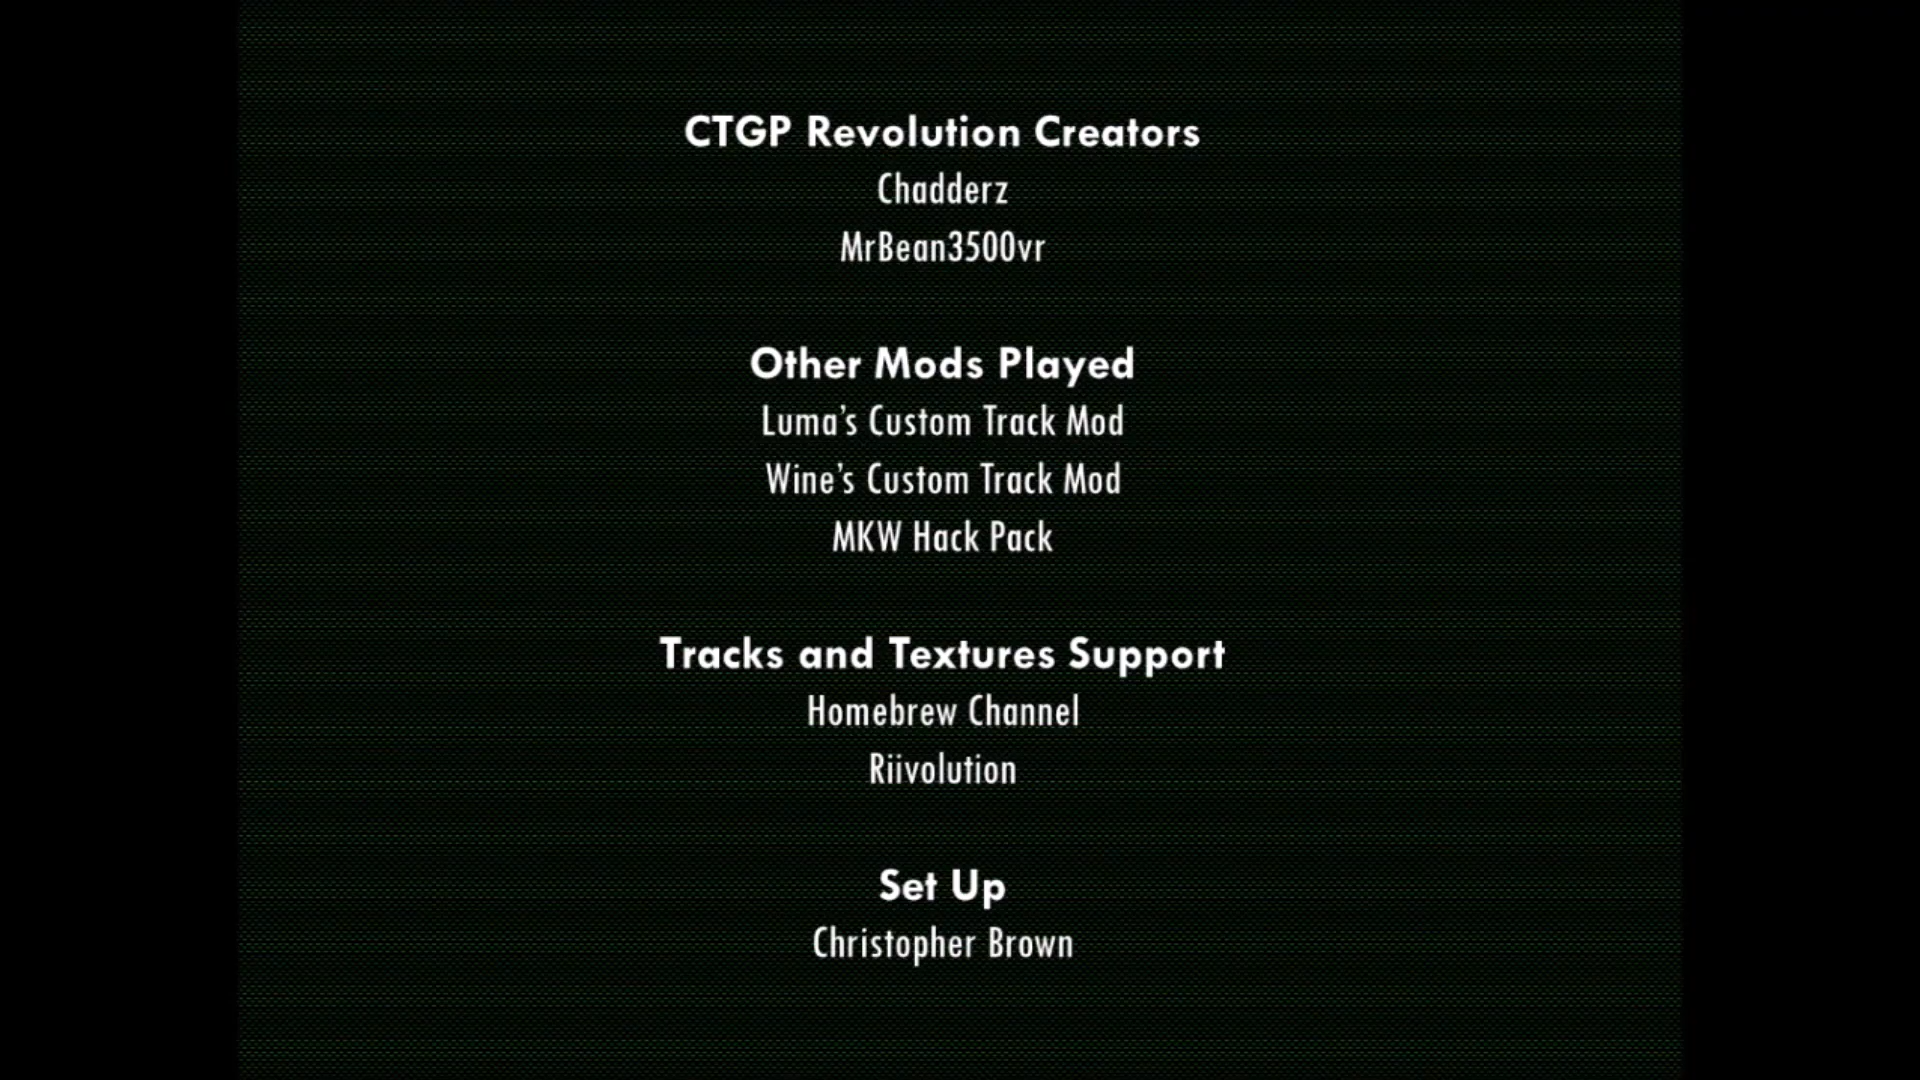 CTGP Revolution Creators
Chadderz
MrBean3500vr
Other Mods Played
Luma’s Custom Track Mod
Wine’s Custom Track Mod
MKW Hack Pack
Tracks and Textures Support
Homebrew Channel
Riivolution
Set Up
Christopher Brown